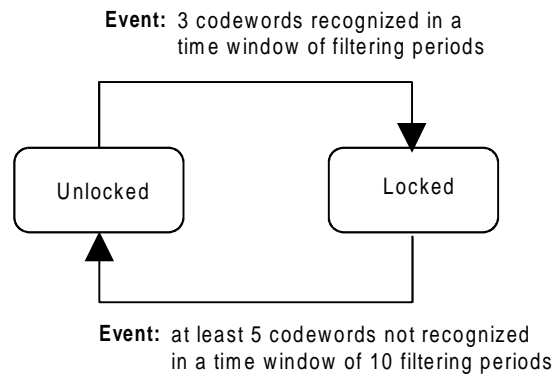 Event: 3 codewords recognized in a
time window of filtering periods
Unlocked
Locked
Event: at least 5 codewords not recognized
in a time window of 10 filtering periods